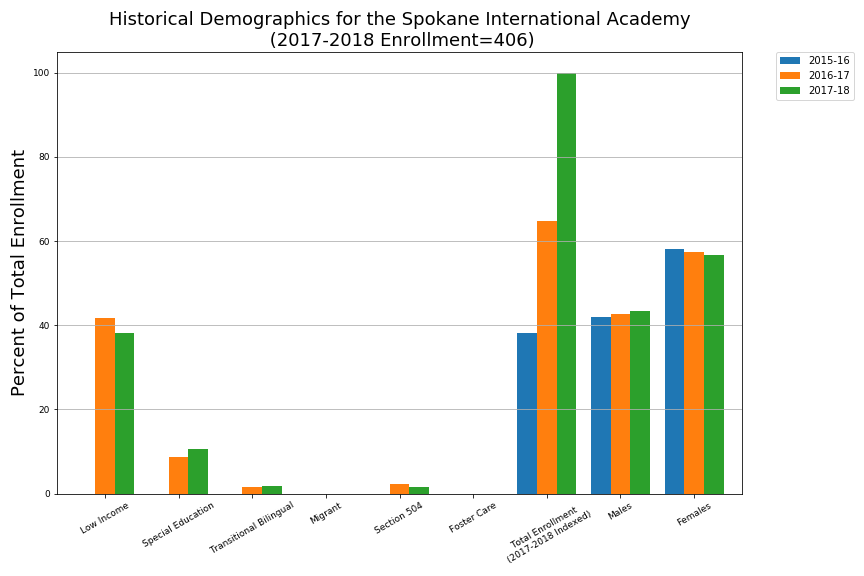 Historical Demographics for the Spokane International Academy
(2017-2018 Enrollment=406)
2015-16
2016-17
2017-18
Percent of Total Enrollment
100
80
60
40
20
0
Low Income
Special Education
Transitional Bilingual
Migrant
Section 504
Foster Care
Total Enrollment
(2017-2018 Indexed)
Males
Females